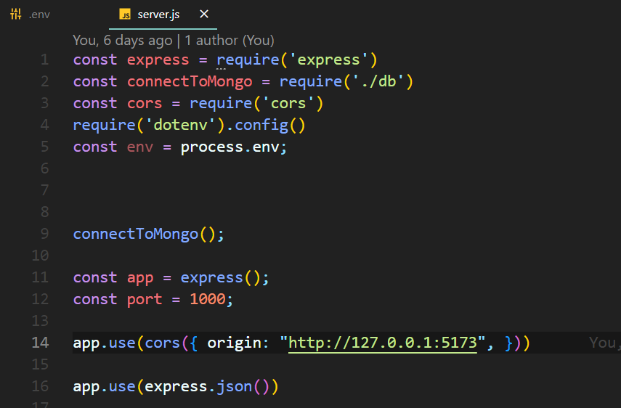 .env server.js ×
You, 6 days ago | 1 author (You)
1 const express = require('express')
2 const connectToMongo = require('./db')
3 const cors = require('cors')
4 require('dotenv').config()
5 const env = process.env;
6
7
8
9 connectToMongo();
10
11 const app = express();
12 const port = 1000;
13
14 app.use(cors({ origin: "http://127.0.0.1:5173", })) You,
15
16 app.use(express.json())